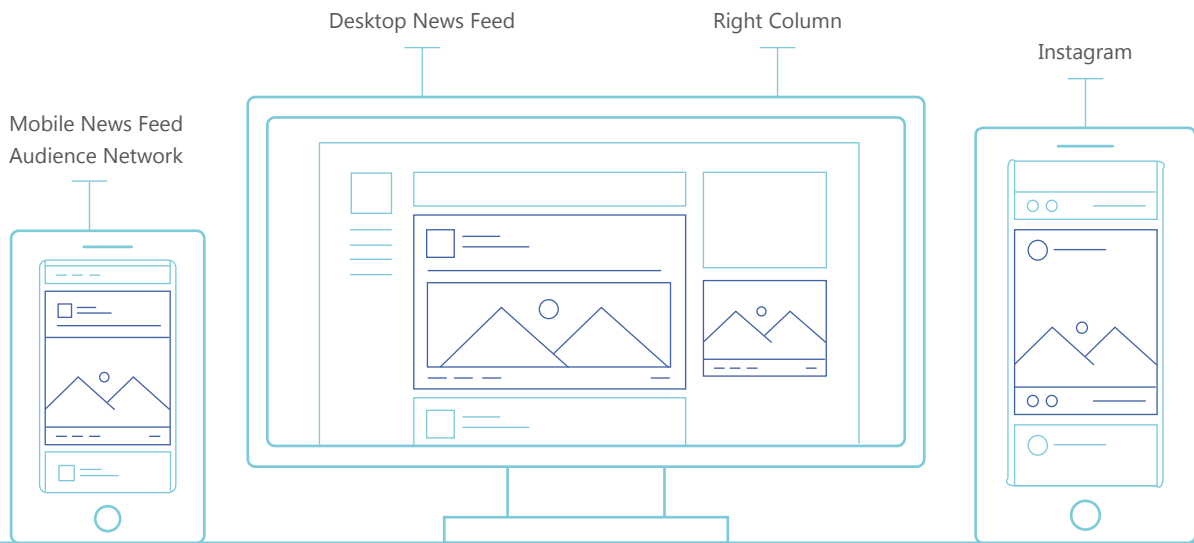 Desktop News Feed
Right Column
Instagram
Mobile News Feed
Audience Network